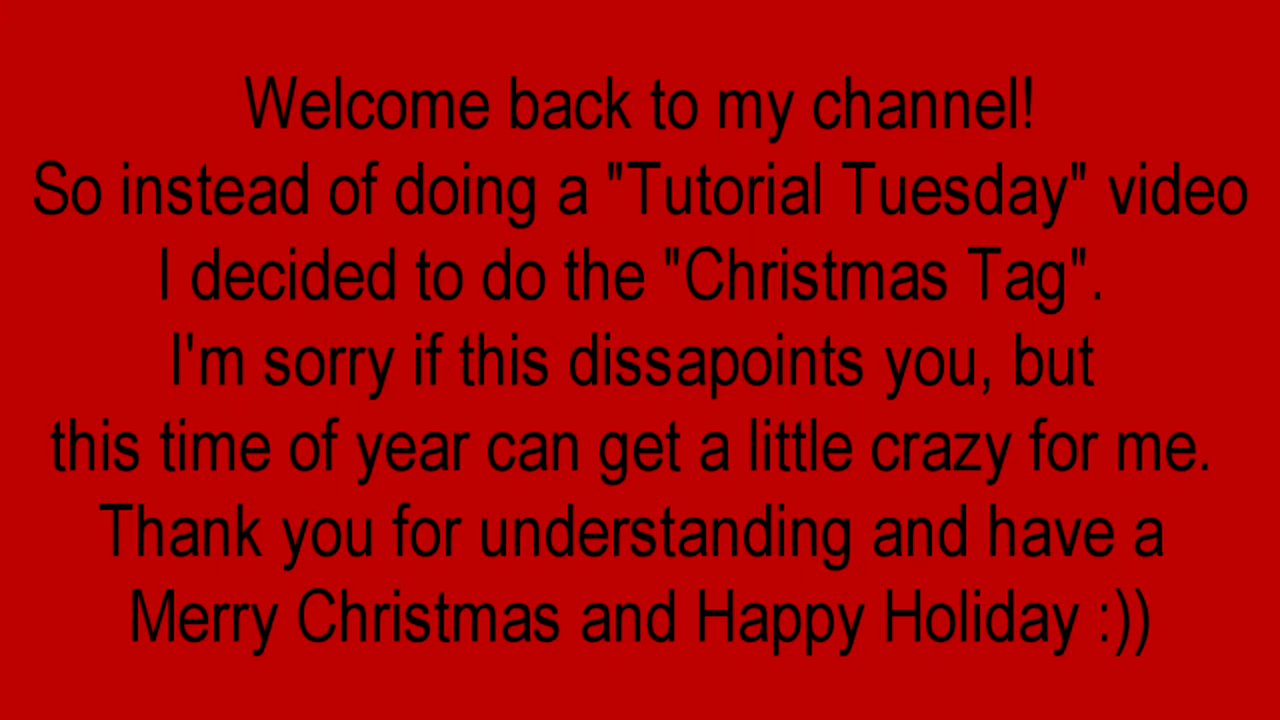 Welcome back to my channel!
So instead of doing a "Tutorial Tuesday" video
I decided to do the "Christmas Tag".
I'm sorry if this dissapoints you, but
this time of year can get a little crazy for me.
Thank you for understanding and have a
Merry Christmas and Happy Holiday :))